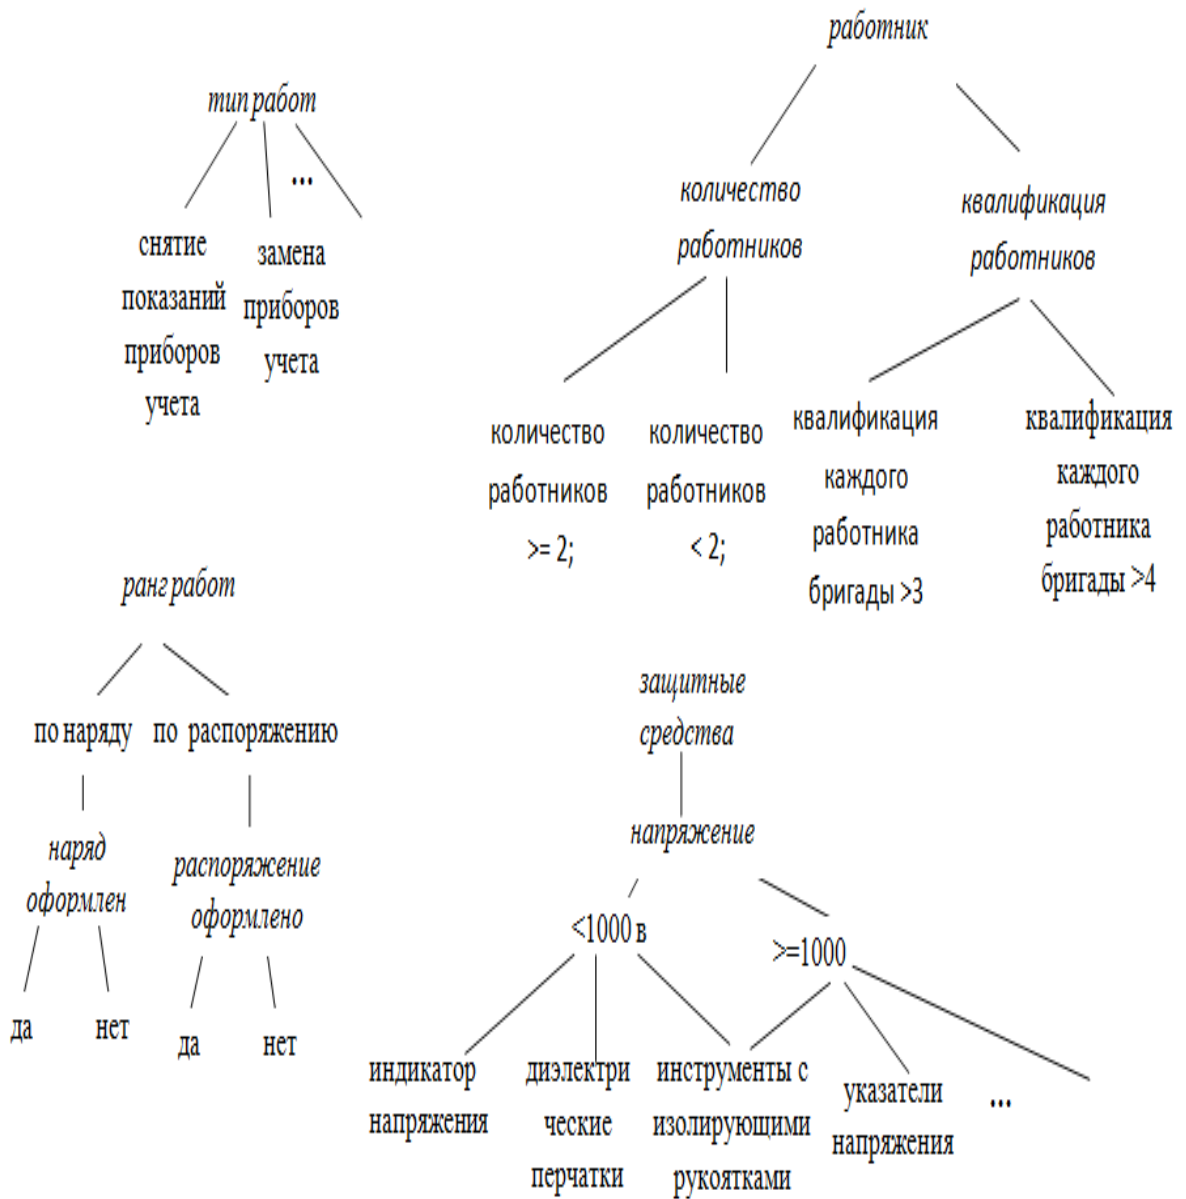 работник
тип работ
...
количество
работников
квалификация
работников
снятие
показаний
приборов
учета
замена
приборов
учета
количество
работников
>= 2;
количество
работников
< 2;
квалификация
каждого
работника
бригады >3
квалификация
каждого
работника
бригады >4
ранг работ
по наряду
по распоряжению
наряд
оформлен
распоряжение
оформлено
да
нет
да
нет
защитные
средства
напряжение
<1000 в
>=1000
индикатор
напряжения
диэлектри
ческие
перчатки
инструменты с
изолирующими
рукоятками
указатели
напряжения
...